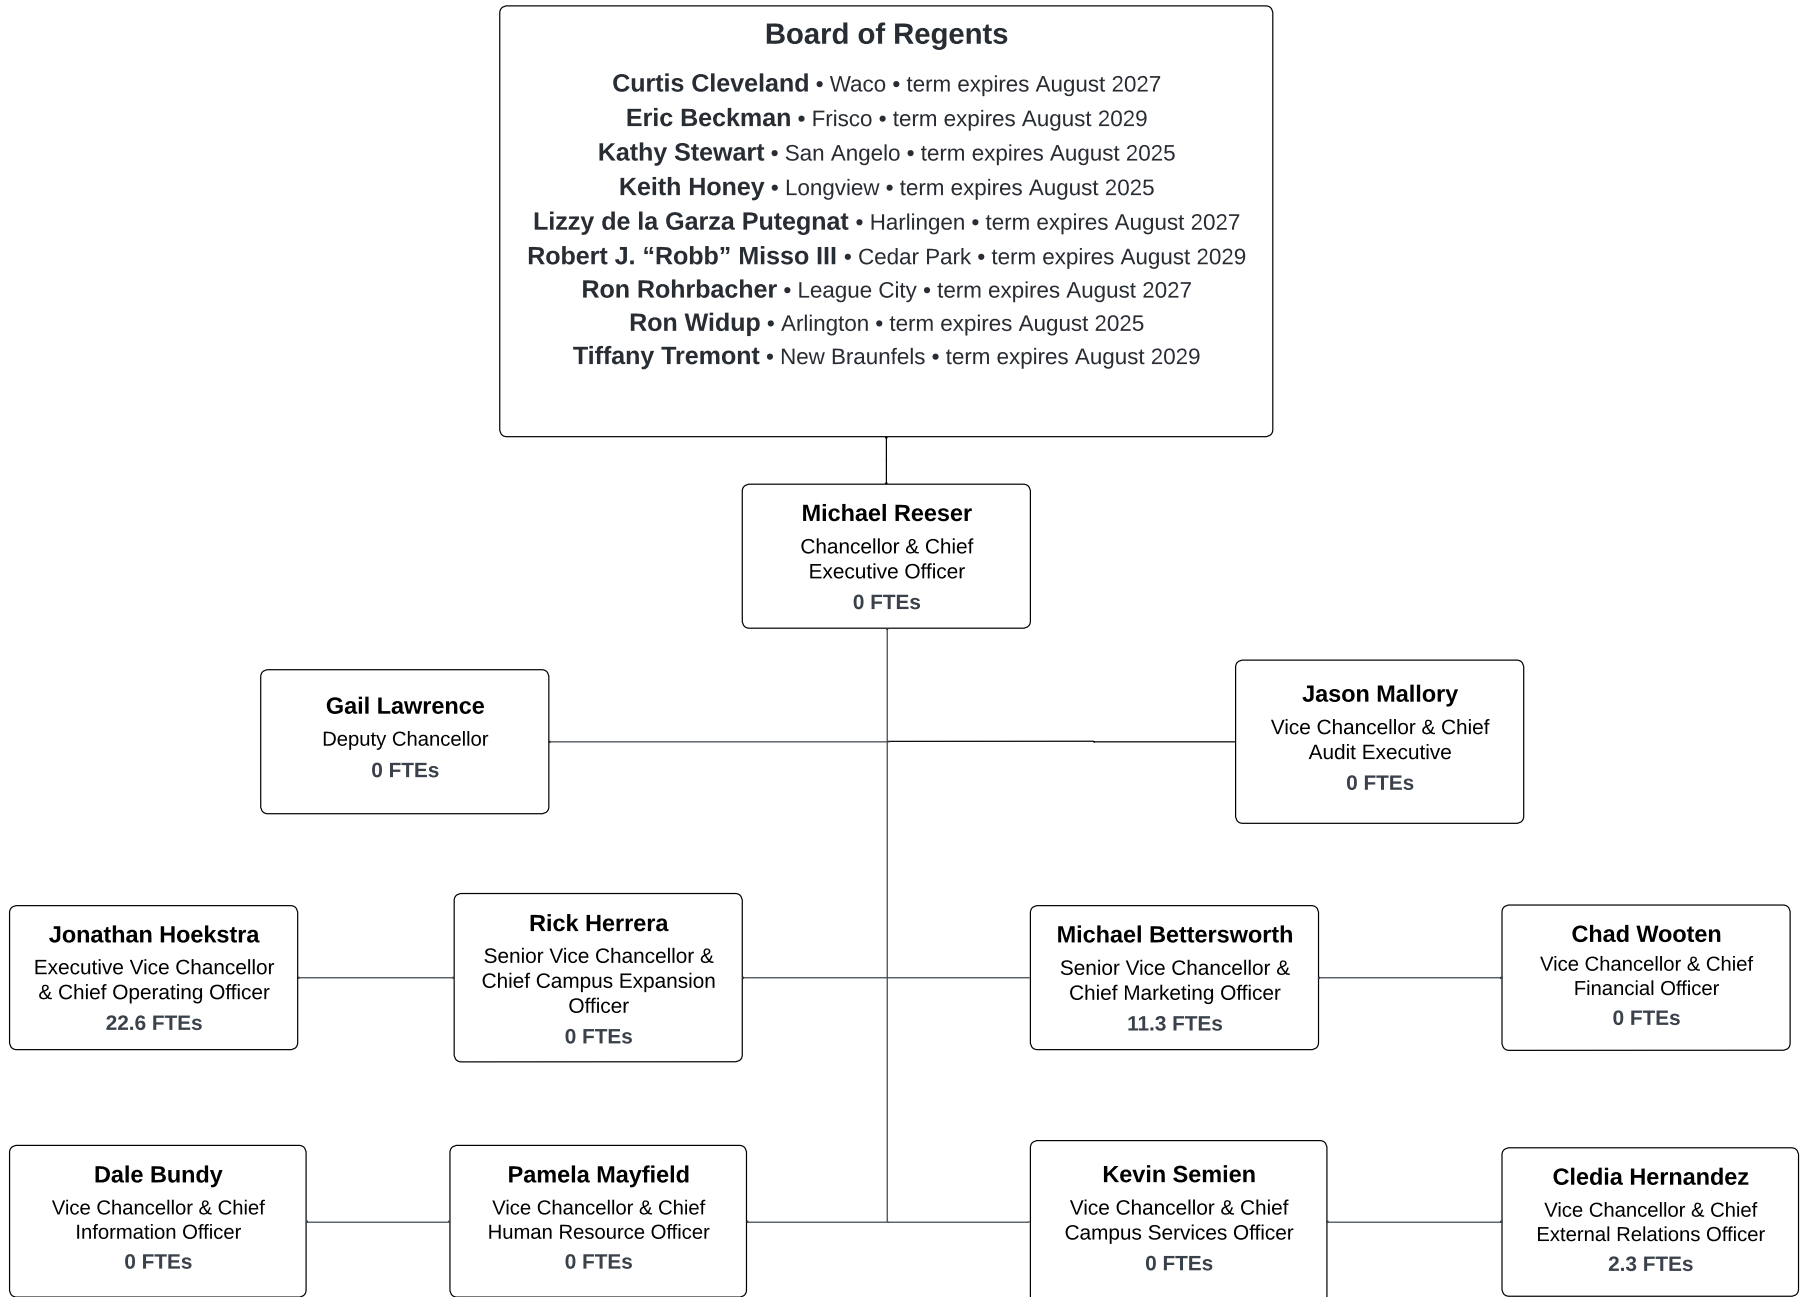 Board of Regents
Curtis Cleveland • Waco • term expires August 2027
Eric Beckman • Frisco • term expires August 2029
Kathy Stewart • San Angelo • term expires August 2025
Keith Honey • Longview • term expires August 2025
Lizzy de la Garza Putegnat • Harlingen • term expires August 2027
Robert J. “Robb” Misso III • Cedar Park • term expires August 2029
Ron Rohrbacher • League City • term expires August 2027
Ron Widup • Arlington • term expires August 2025
Tiffany Tremont • New Braunfels • term expires August 2029
Michael Reeser
Chancellor & Chief
Executive Officer
0 FTEs
Gail Lawrence
Deputy Chancellor
0 FTEs
Jason Mallory
Vice Chancellor & Chief
Audit Executive
0 FTEs
Jonathan Hoekstra
Executive Vice Chancellor
& Chief Operating Officer
22.6 FTEs
Rick Herrera
Senior Vice Chancellor &
Chief Campus Expansion
Officer
0 FTEs
Michael Bettersworth
Senior Vice Chancellor &
Chief Marketing Officer
11.3 FTEs
Chad Wooten
Vice Chancellor & Chief
Financial Officer
0 FTEs
Dale Bundy
Vice Chancellor & Chief
Information Officer
0 FTEs
Pamela Mayfield
Vice Chancellor & Chief
Human Resource Officer
0 FTEs
Kevin Semien
Vice Chancellor & Chief
Campus Services Officer
0 FTEs
Cledia Hernandez
Vice Chancellor & Chief
External Relations Officer
2.3 FTEs